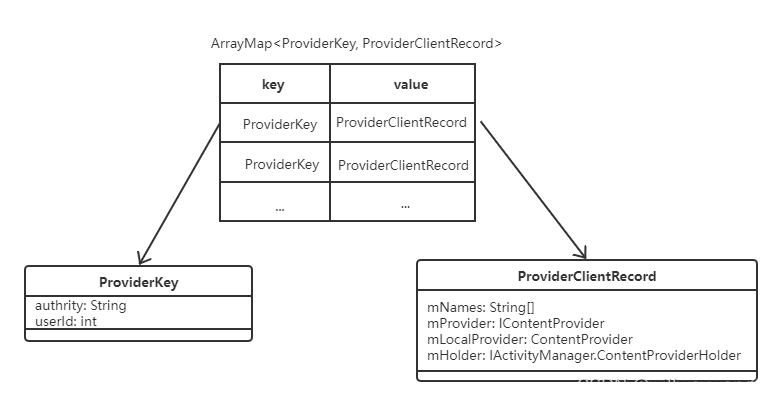 ArrayMap<ProviderKey, ProviderClientRecord>
key value
ProviderKey ProviderClientRecord
ProviderKey ProviderClientRecord
... ...
ProviderKey
authrity: String
userId: int
ProviderClientRecord
mNames: String[]
mProvider: IContentProvider
mLocalProvider: ContentProvider
mHolder: IActivityManager.ContentProviderHolder